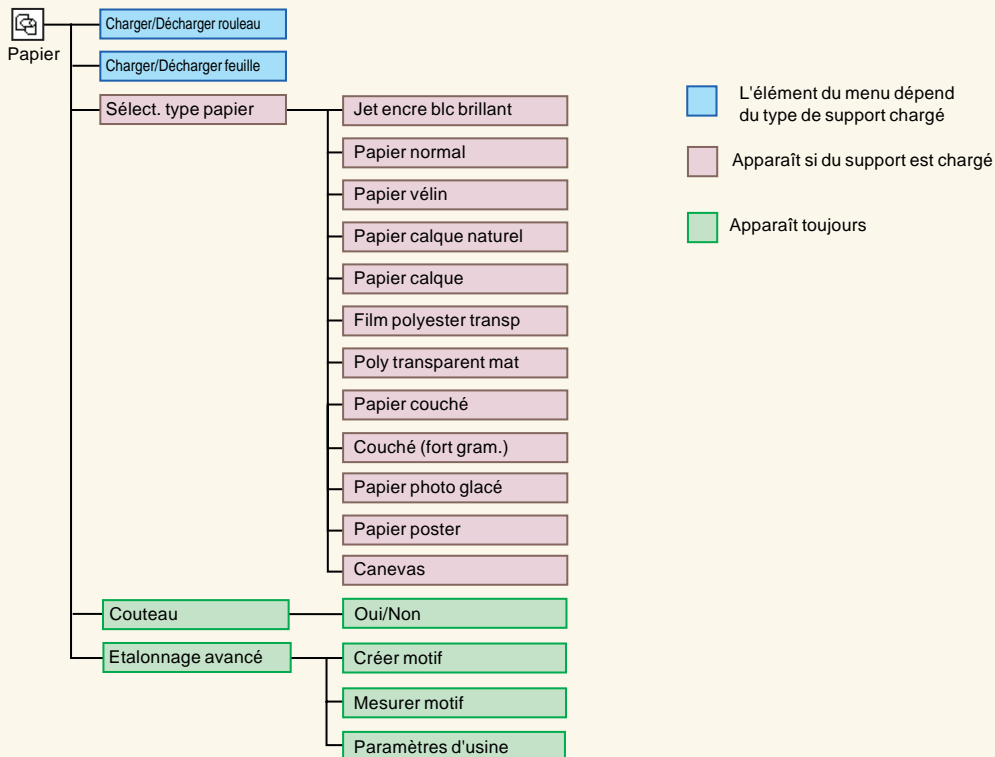 Papier
Charger/Décharger rouleau
Charger/Décharger feuille
Sélect. type papier
Jet encre blc brillant
Papier normal
Papier vélin
Papier calque naturel
Papier calque
Film polyester transp
Poly transparent mat
Papier couché
Couché (fort gram.)
Papier photo glacé
Papier poster
Canevas
Couteau
Oui/Non
Etalonnage avancé
Créer motif
Mesurer motif
Paramètres d'usine
L'élément du menu dépend
du type de support chargé
Apparaît si du support est chargé
Apparaît toujours